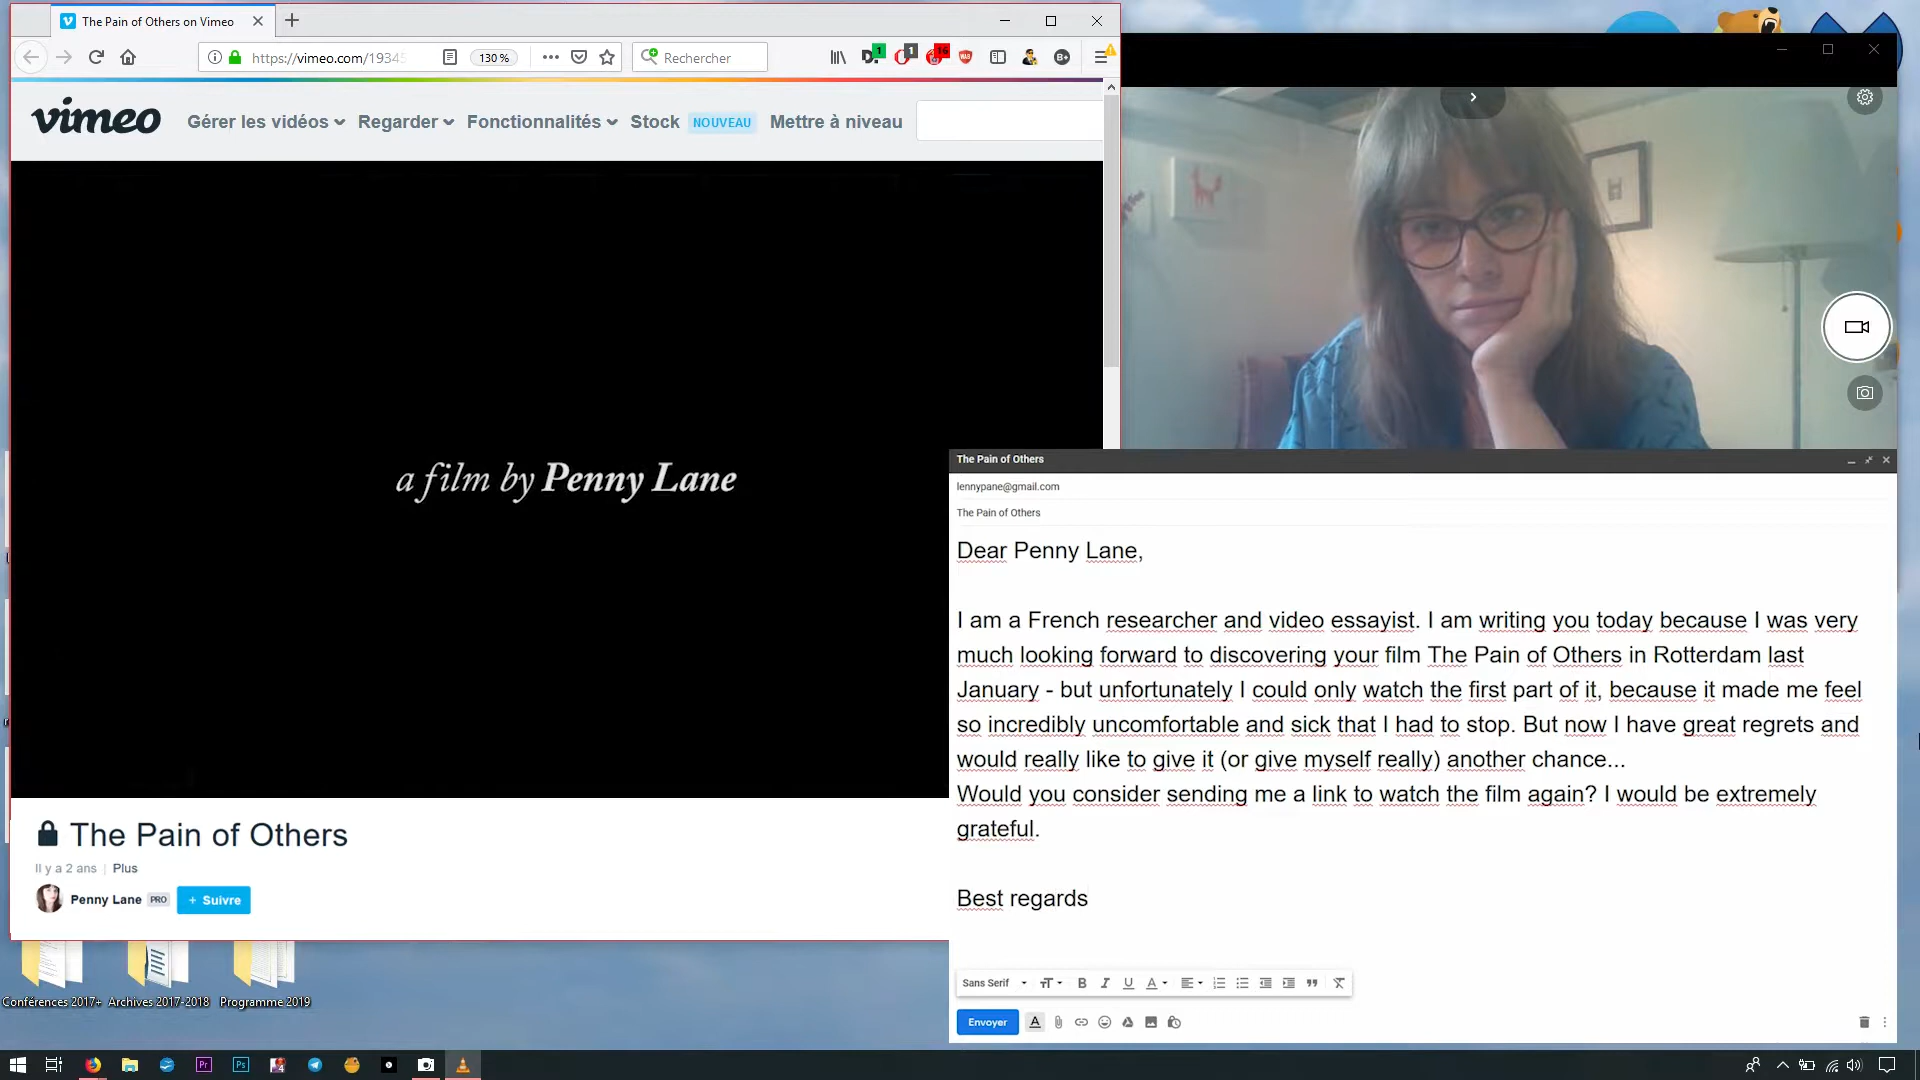 The Pain of Others on Vimeo
https://vimeo.com/19345
130 %
Rechercher
1
1
16
vimeo
Gérer les vidéos
Regarder
Fonctionnalités
Stock
NOUVEAU
Mettre à niveau
a film by Penny Lane
The Pain of Others
Il y a 2 ans | Plus
Penny Lane PRO + Suivre
The Pain of Others
lennypane@gmail.com
The Pain of Others
Dear Penny Lane,
I am a French researcher and video essayist. I am writing you today because I was very
much looking forward to discovering your film The Pain of Others in Rotterdam last
January - but unfortunately I could only watch the first part of it, because it made me feel
so incredibly uncomfortable and sick that I had to stop. But now I have great regrets and
would really like to give it (or give myself really) another chance...
Would you consider sending me a link to watch the film again? I would be extremely
grateful.
Best regards
Sans Serif
Envoyer
Conférences 2017+
Archives 2017-2018
Programme 2019
Pr
Ps